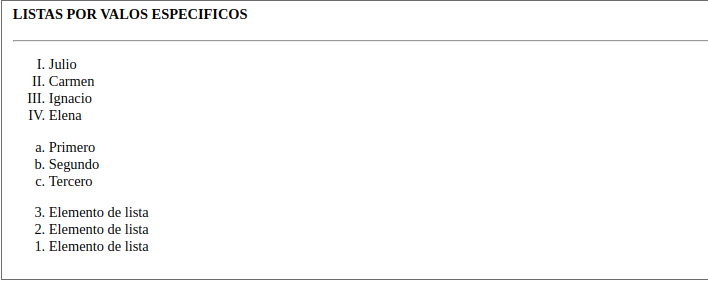 LISTAS POR VALOS ESPECIFICOS
I. Julio
II. Carmen
III. Ignacio
IV. Elena
a. Primero
b. Segundo
c. Tercero
3. Elemento de lista
2. Elemento de lista
1. Elemento de lista